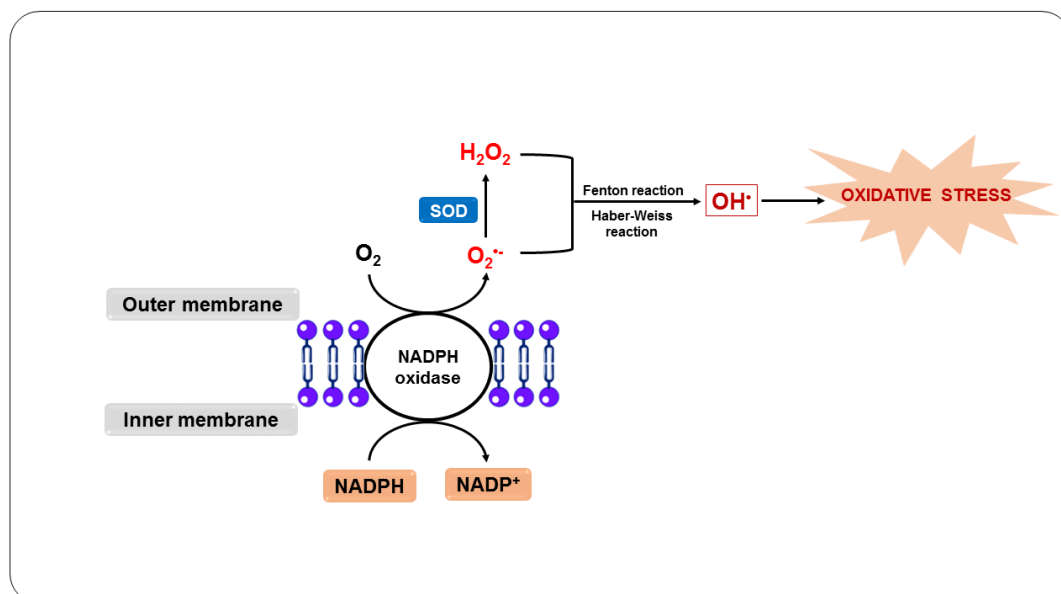 H₂O₂
Fenton reaction
OH•
OXIDATIVE STRESS
SOD
Haber-Weiss
reaction
O₂
O₂•-
Outer membrane
NADPH
oxidase
Inner membrane
NADPH
NADP⁺